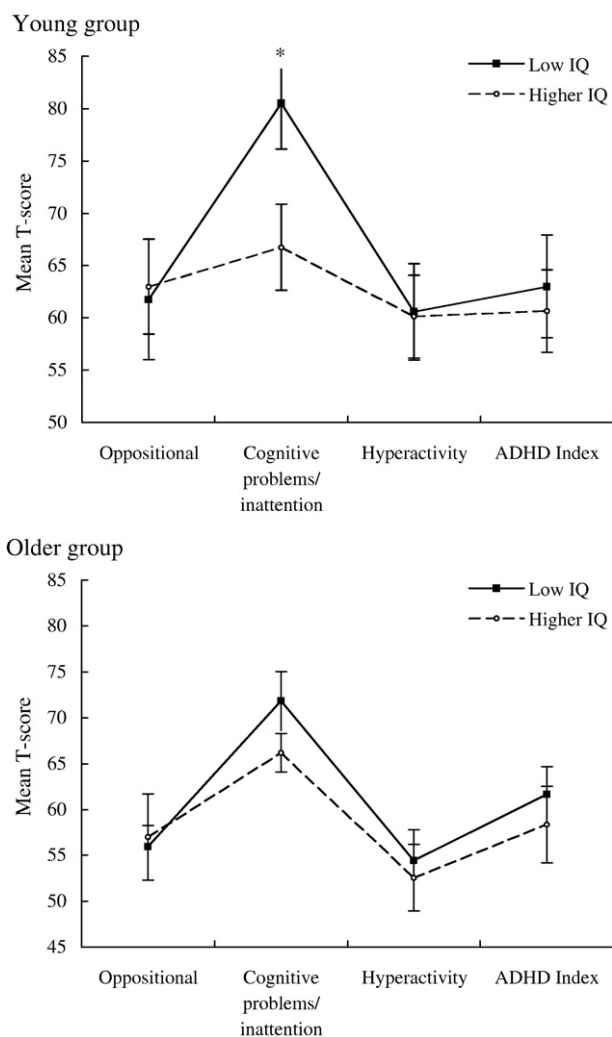 Young group
85
80
75
70
65
60
55
50
Mean T-score
*
Low IQ
Higher IQ
Oppositional
Cognitive
problems/
inattention
Hyperactivity
ADHD Index
Older group
85
80
75
70
65
60
55
50
45
Mean T-score
Low IQ
Higher IQ
Oppositional
Cognitive
problems/
inattention
Hyperactivity
ADHD Index